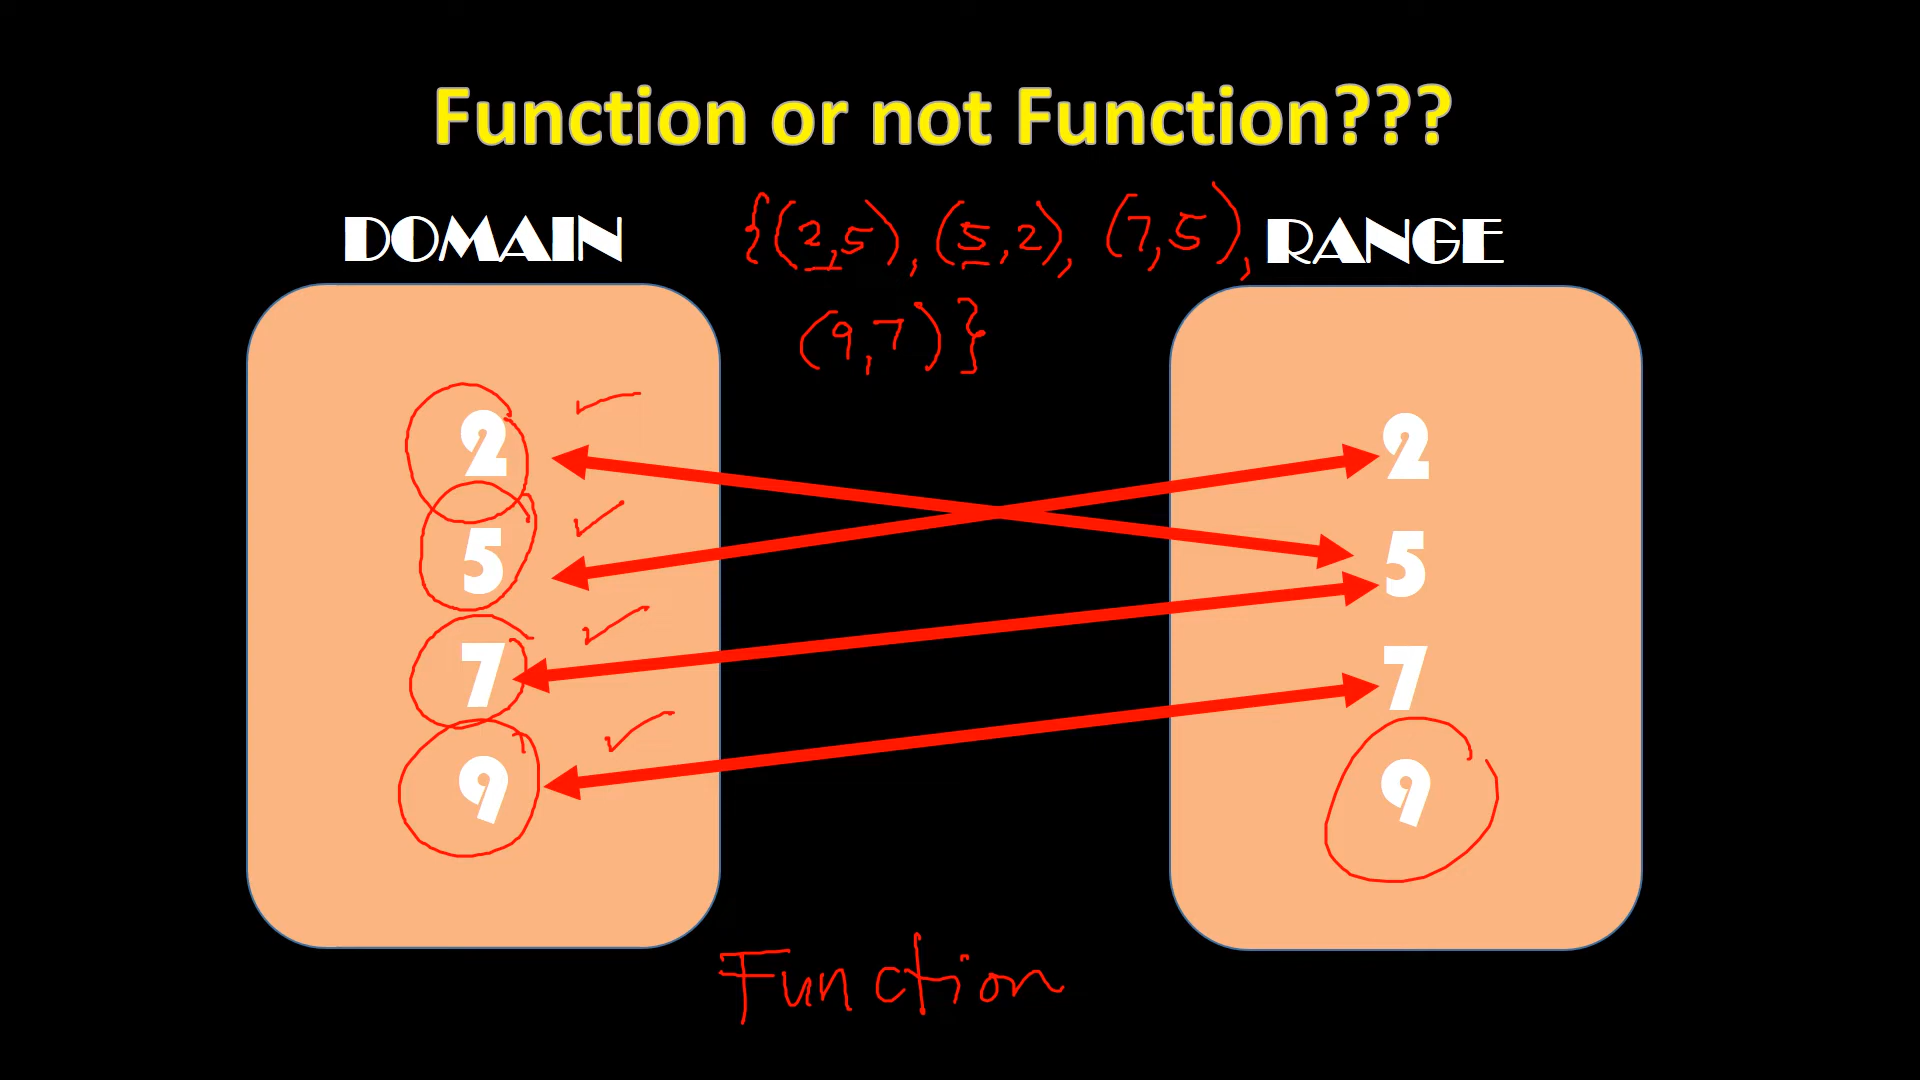 Function or not Function???
DOMAIN
{(2,5), (5,2), (7,5),
(9,7)}
RANGE
2
5
7
9
2
5
7
9
Function